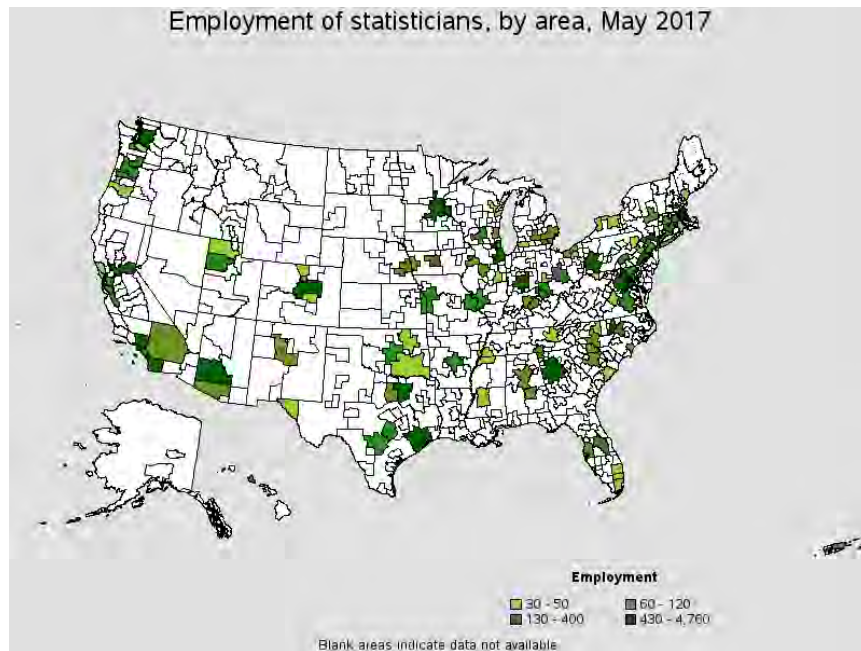 Employment of statisticians, by area, May 2017
Employment
30 - 50
60 - 120
130 - 400
430 - 4,760
Blank areas indicate data not available